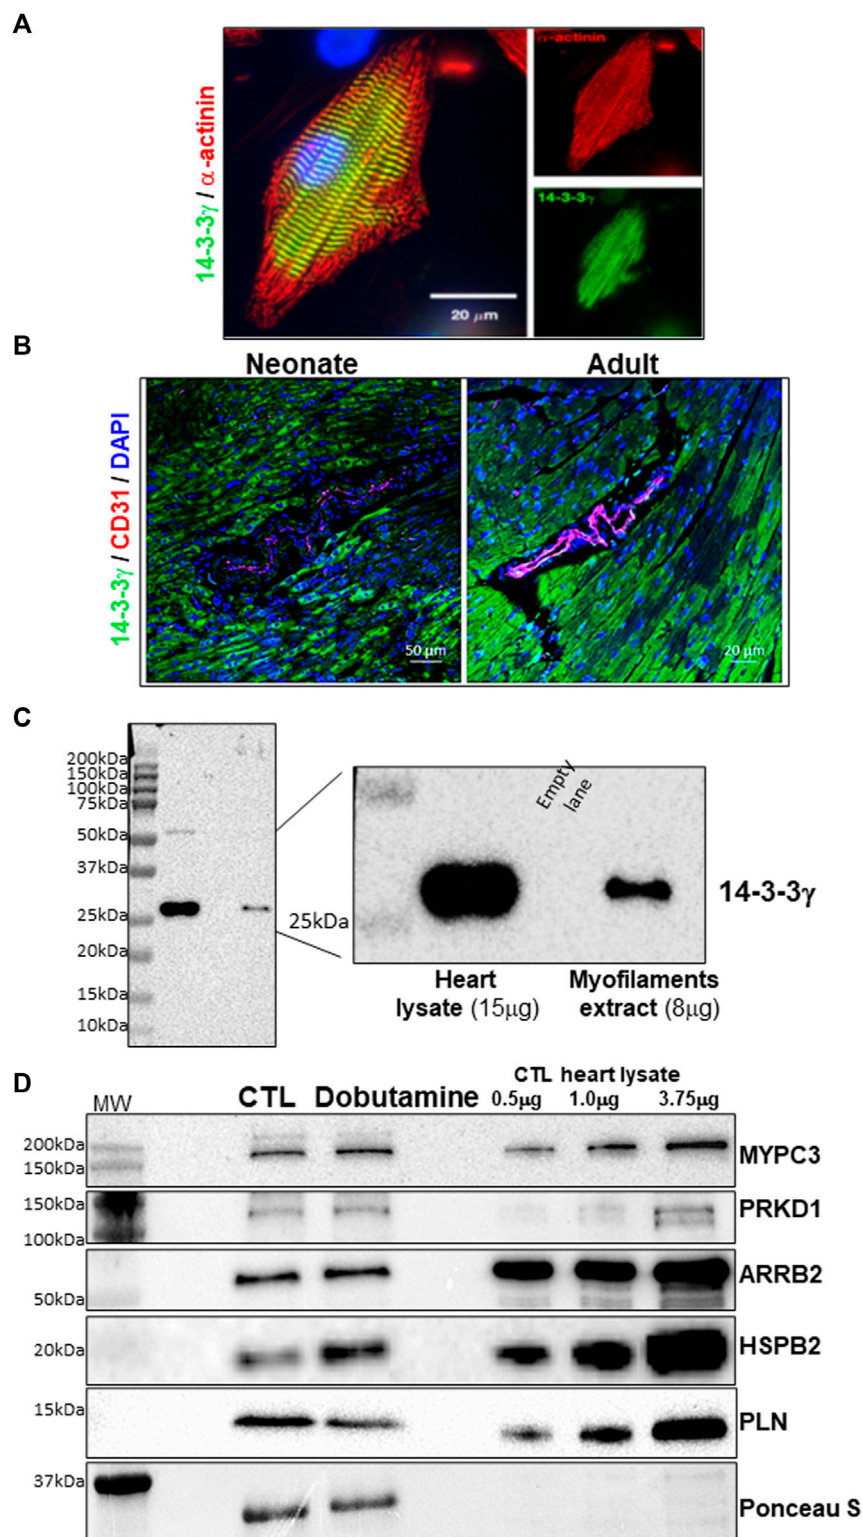 A
14-3-3γ / α-actinin
α-actinin
14-3-3γ
20 μm
B
Neonate Adult
14-3-3γ / CD31 / DAPI
50 μm
20 μm
C
200kDa
150kDa
100kDa
75kDa
50kDa
37kDa
25kDa
20kDa
15kDa
10kDa
25kDa
Empty
lane
14-3-3γ
Heart
lysate (15μg)
Myofilaments
extract (8μg)
D
MW
CTL Dobutamine
CTL heart lysate
0.5μg 1.0μg 3.75μg
200kDa
150kDa
MYPC3
150kDa
100kDa
PRKD1
50kDa
ARRB2
20kDa
HSPB2
15kDa
PLN
37kDa
Ponceau S